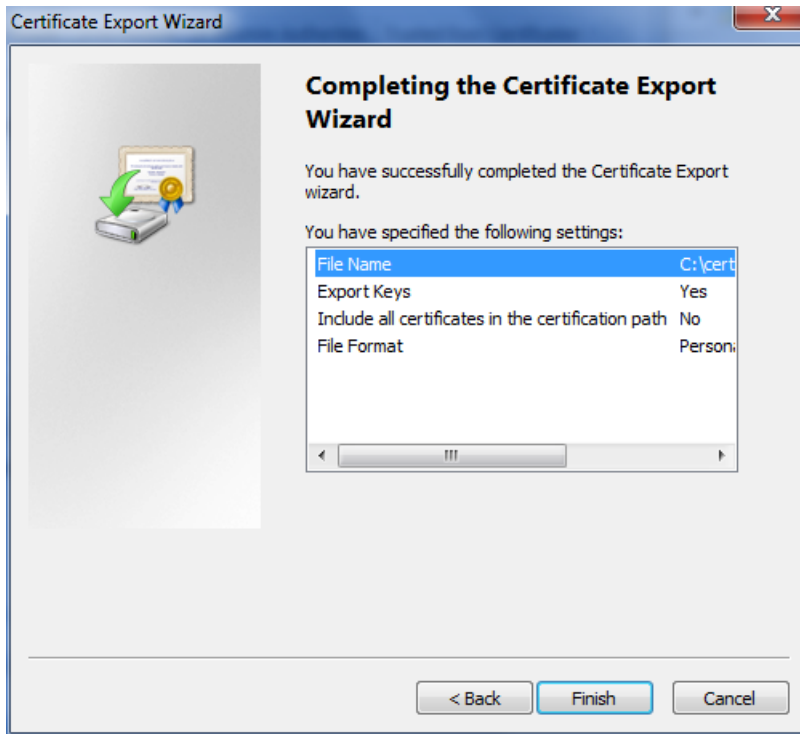 Certificate Export Wizard
Completing the Certificate Export
Wizard
You have successfully completed the Certificate Export
wizard.
You have specified the following settings:
File Name C:\cert
Export Keys Yes
Include all certificates in the certification path No
File Format Persona
< Back Finish Cancel